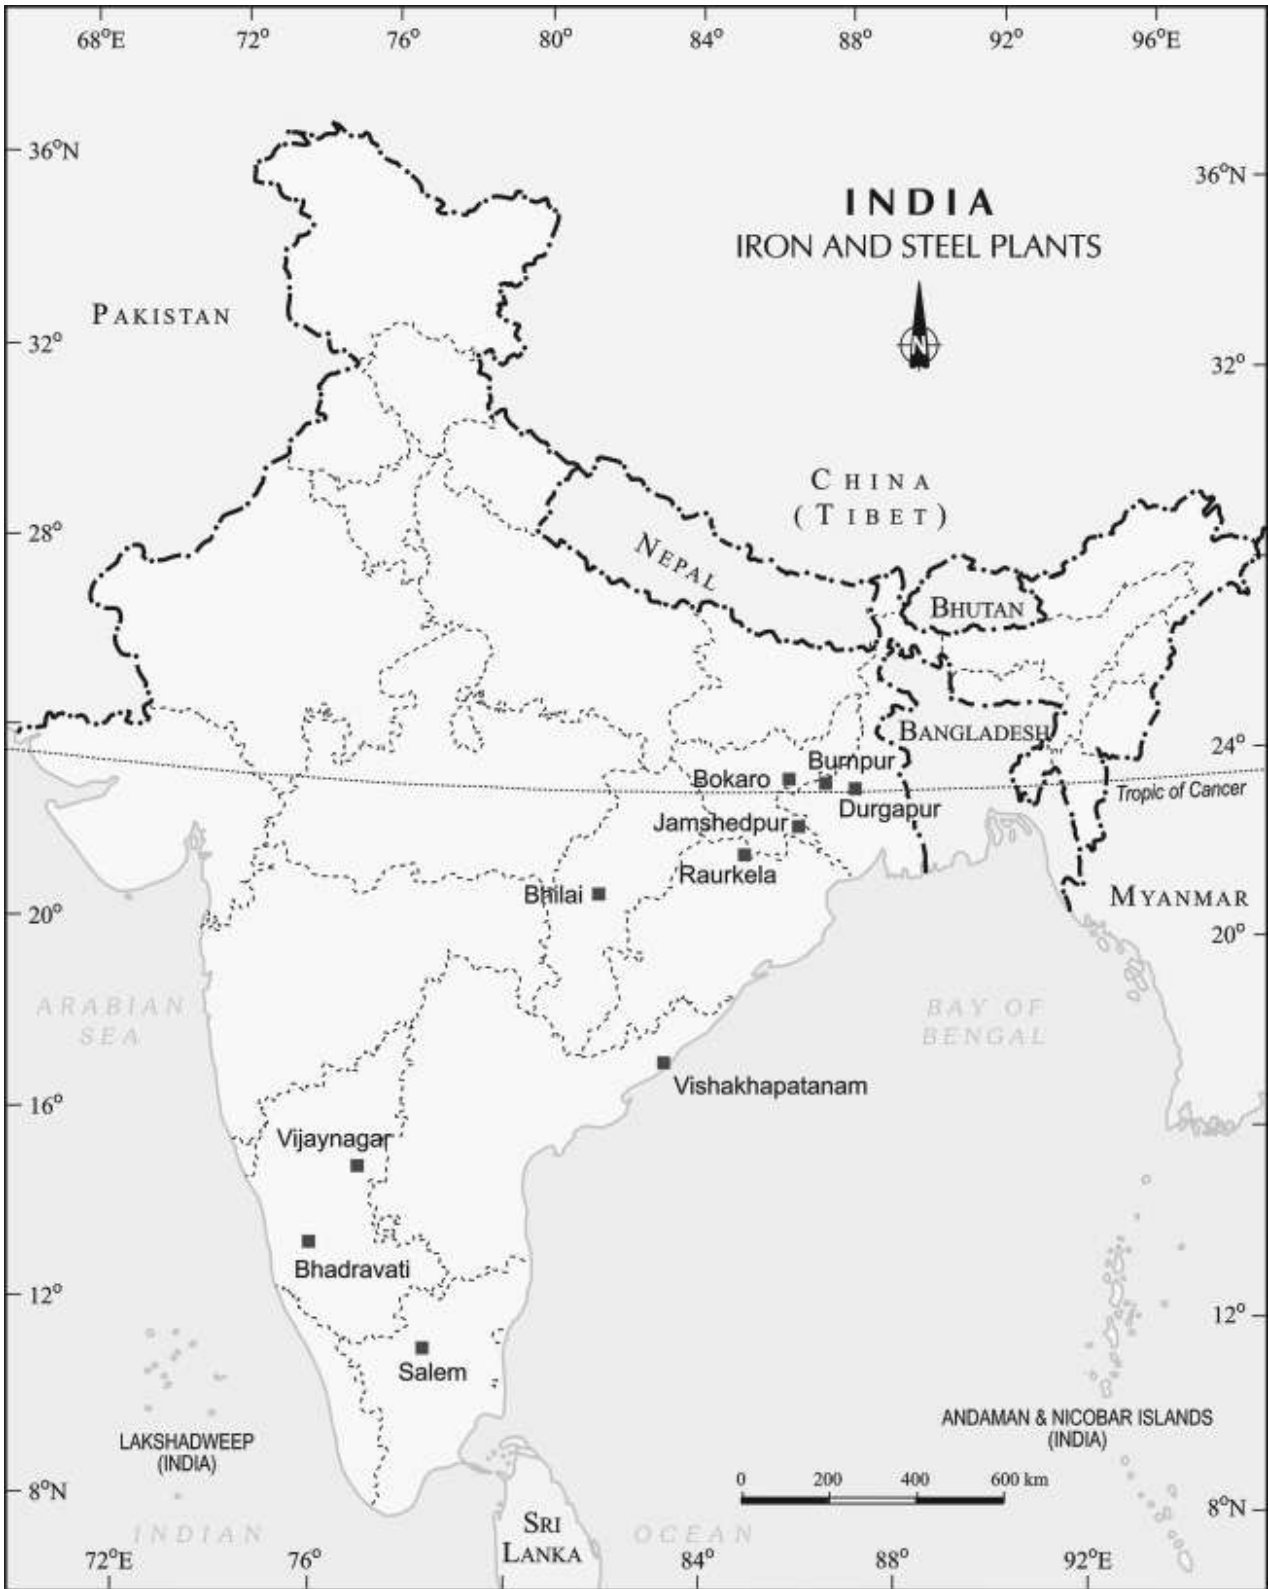 68°E 72° 76° 80° 84° 88° 92° 96°E
36°N
36°N
INDIA
IRON AND STEEL PLANTS
N
PAKISTAN
32°
32°
CHINA
(TIBET)
28°
NEPAL
BHUTAN
BANGLADESH
24°
Burnpur
Bokaro
Tropic of Cancer
Durgapur
Jamshedpur
Raurkela
Bhilai
MYANMAR
20°
20°
ARABIAN
SEA
BAY OF
BENGAL
Vishakhapatanam
16°
Vijaynagar
Bhadravati
12°
12°
Salem
LAKSHADWEEP
(INDIA)
ANDAMAN & NICOBAR ISLANDS
(INDIA)
0 200 400 600 km
8°N
8°N
SRI
LANKA
INDIAN OCEAN
72°E 76° 84° 88° 92°E